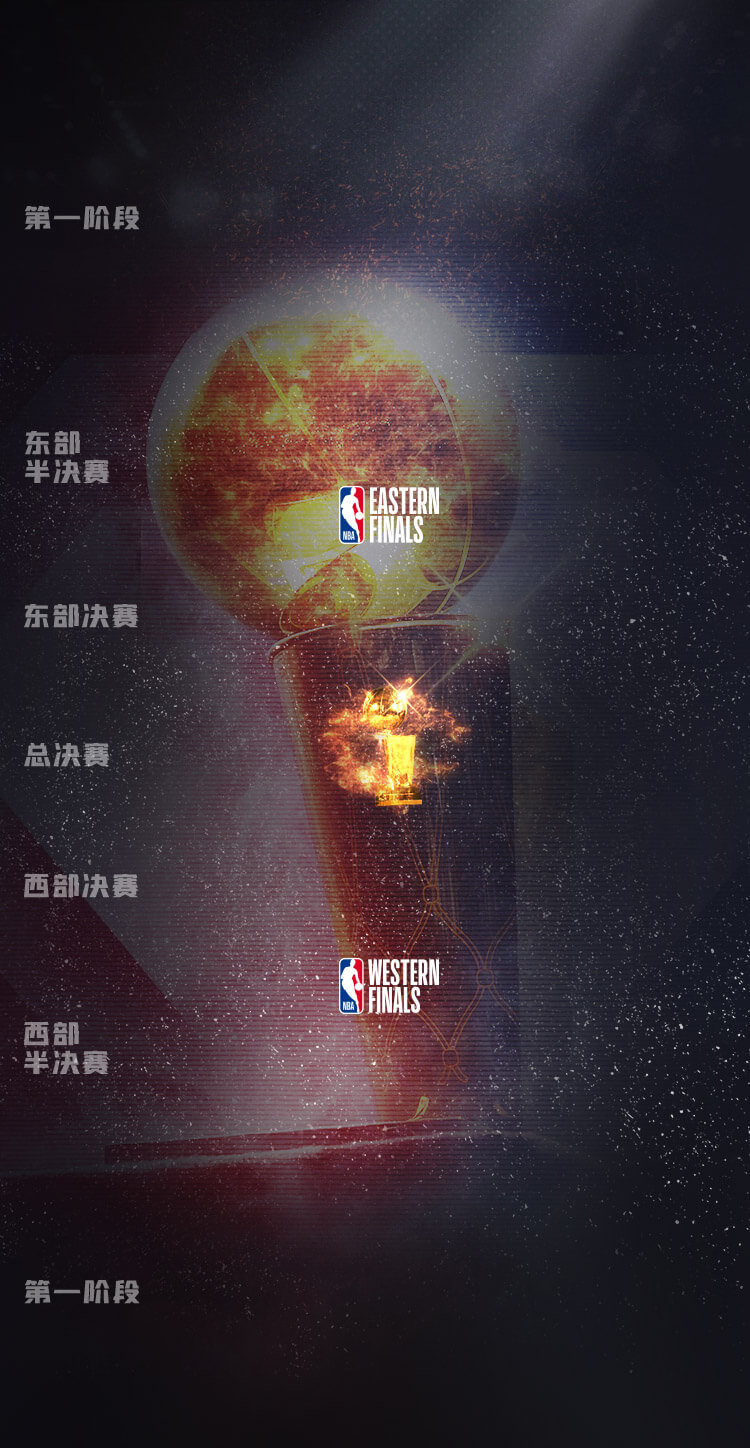 第一阶段
东部
半决赛
NBA
EASTERN
FINALS
东部决赛
总决赛
西部决赛
NBA
WESTERN
FINALS
西部
半决赛
第一阶段